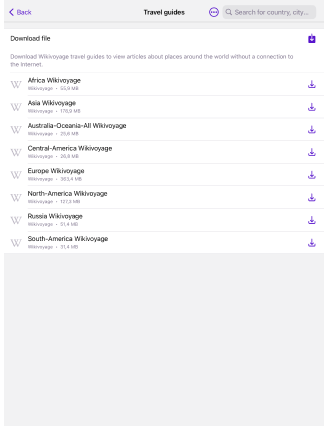 Back
Travel guides
Search for country, city...
Download file
Download Wikivoyage travel guides to view articles about places around the world without a connection to
the Internet.
Africa Wikivoyage
Wikivoyage • 55,9 MB
Asia Wikivoyage
Wikivoyage • 176,9 MB
Australia-Oceania-All Wikivoyage
Wikivoyage • 25,6 MB
Central-America Wikivoyage
Wikivoyage • 26,8 MB
Europe Wikivoyage
Wikivoyage • 363,4 MB
North-America Wikivoyage
Wikivoyage • 127,5 MB
Russia Wikivoyage
Wikivoyage • 51,4 MB
South-America Wikivoyage
Wikivoyage • 31,4 MB